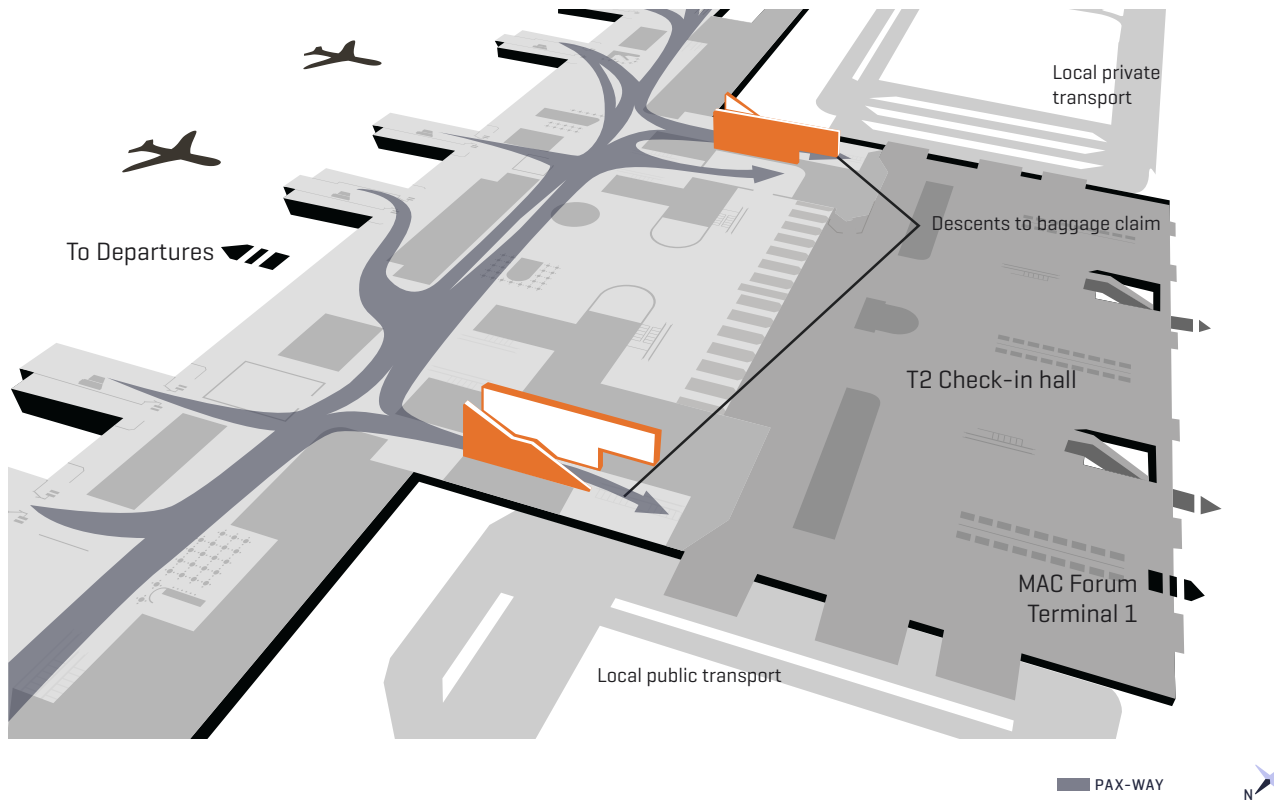 Local private
transport
Descents to baggage claim
To Departures
T2 Check-in hall
MAC Forum
Terminal 1
Local public transport
PAX-WAY
N